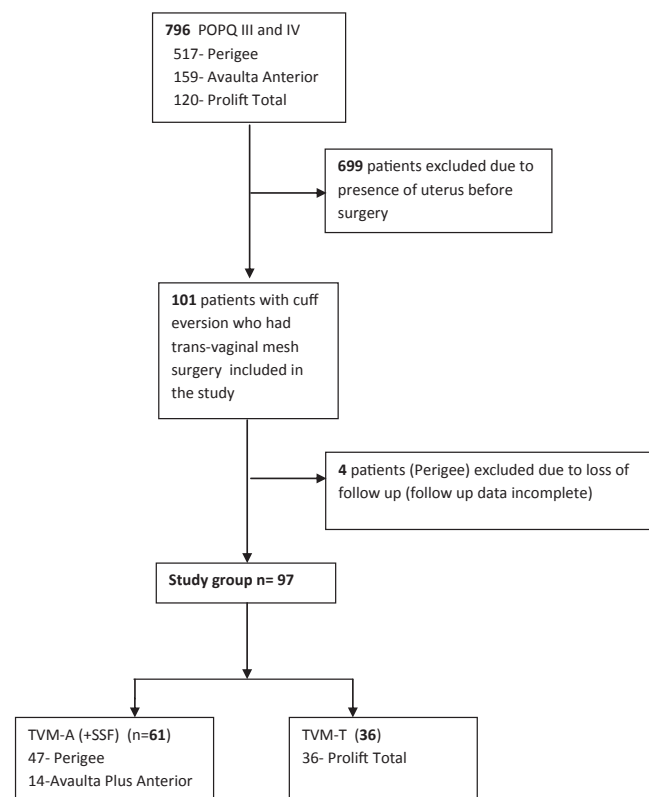 796 POPQ III and IV
517- Perigee
159- Avaulta Anterior
120- Prolift Total
699 patients excluded due to
presence of uterus before
surgery
101 patients with cuff
eversion who had
trans-vaginal mesh
surgery included in
the study
4 patients (Perigee) excluded due to loss of
follow up (follow up data incomplete)
Study group n= 97
TVM-A (+SSF) (n=61)
47- Perigee
14-Avaulta Plus Anterior
TVM-T (36)
36- Prolift Total